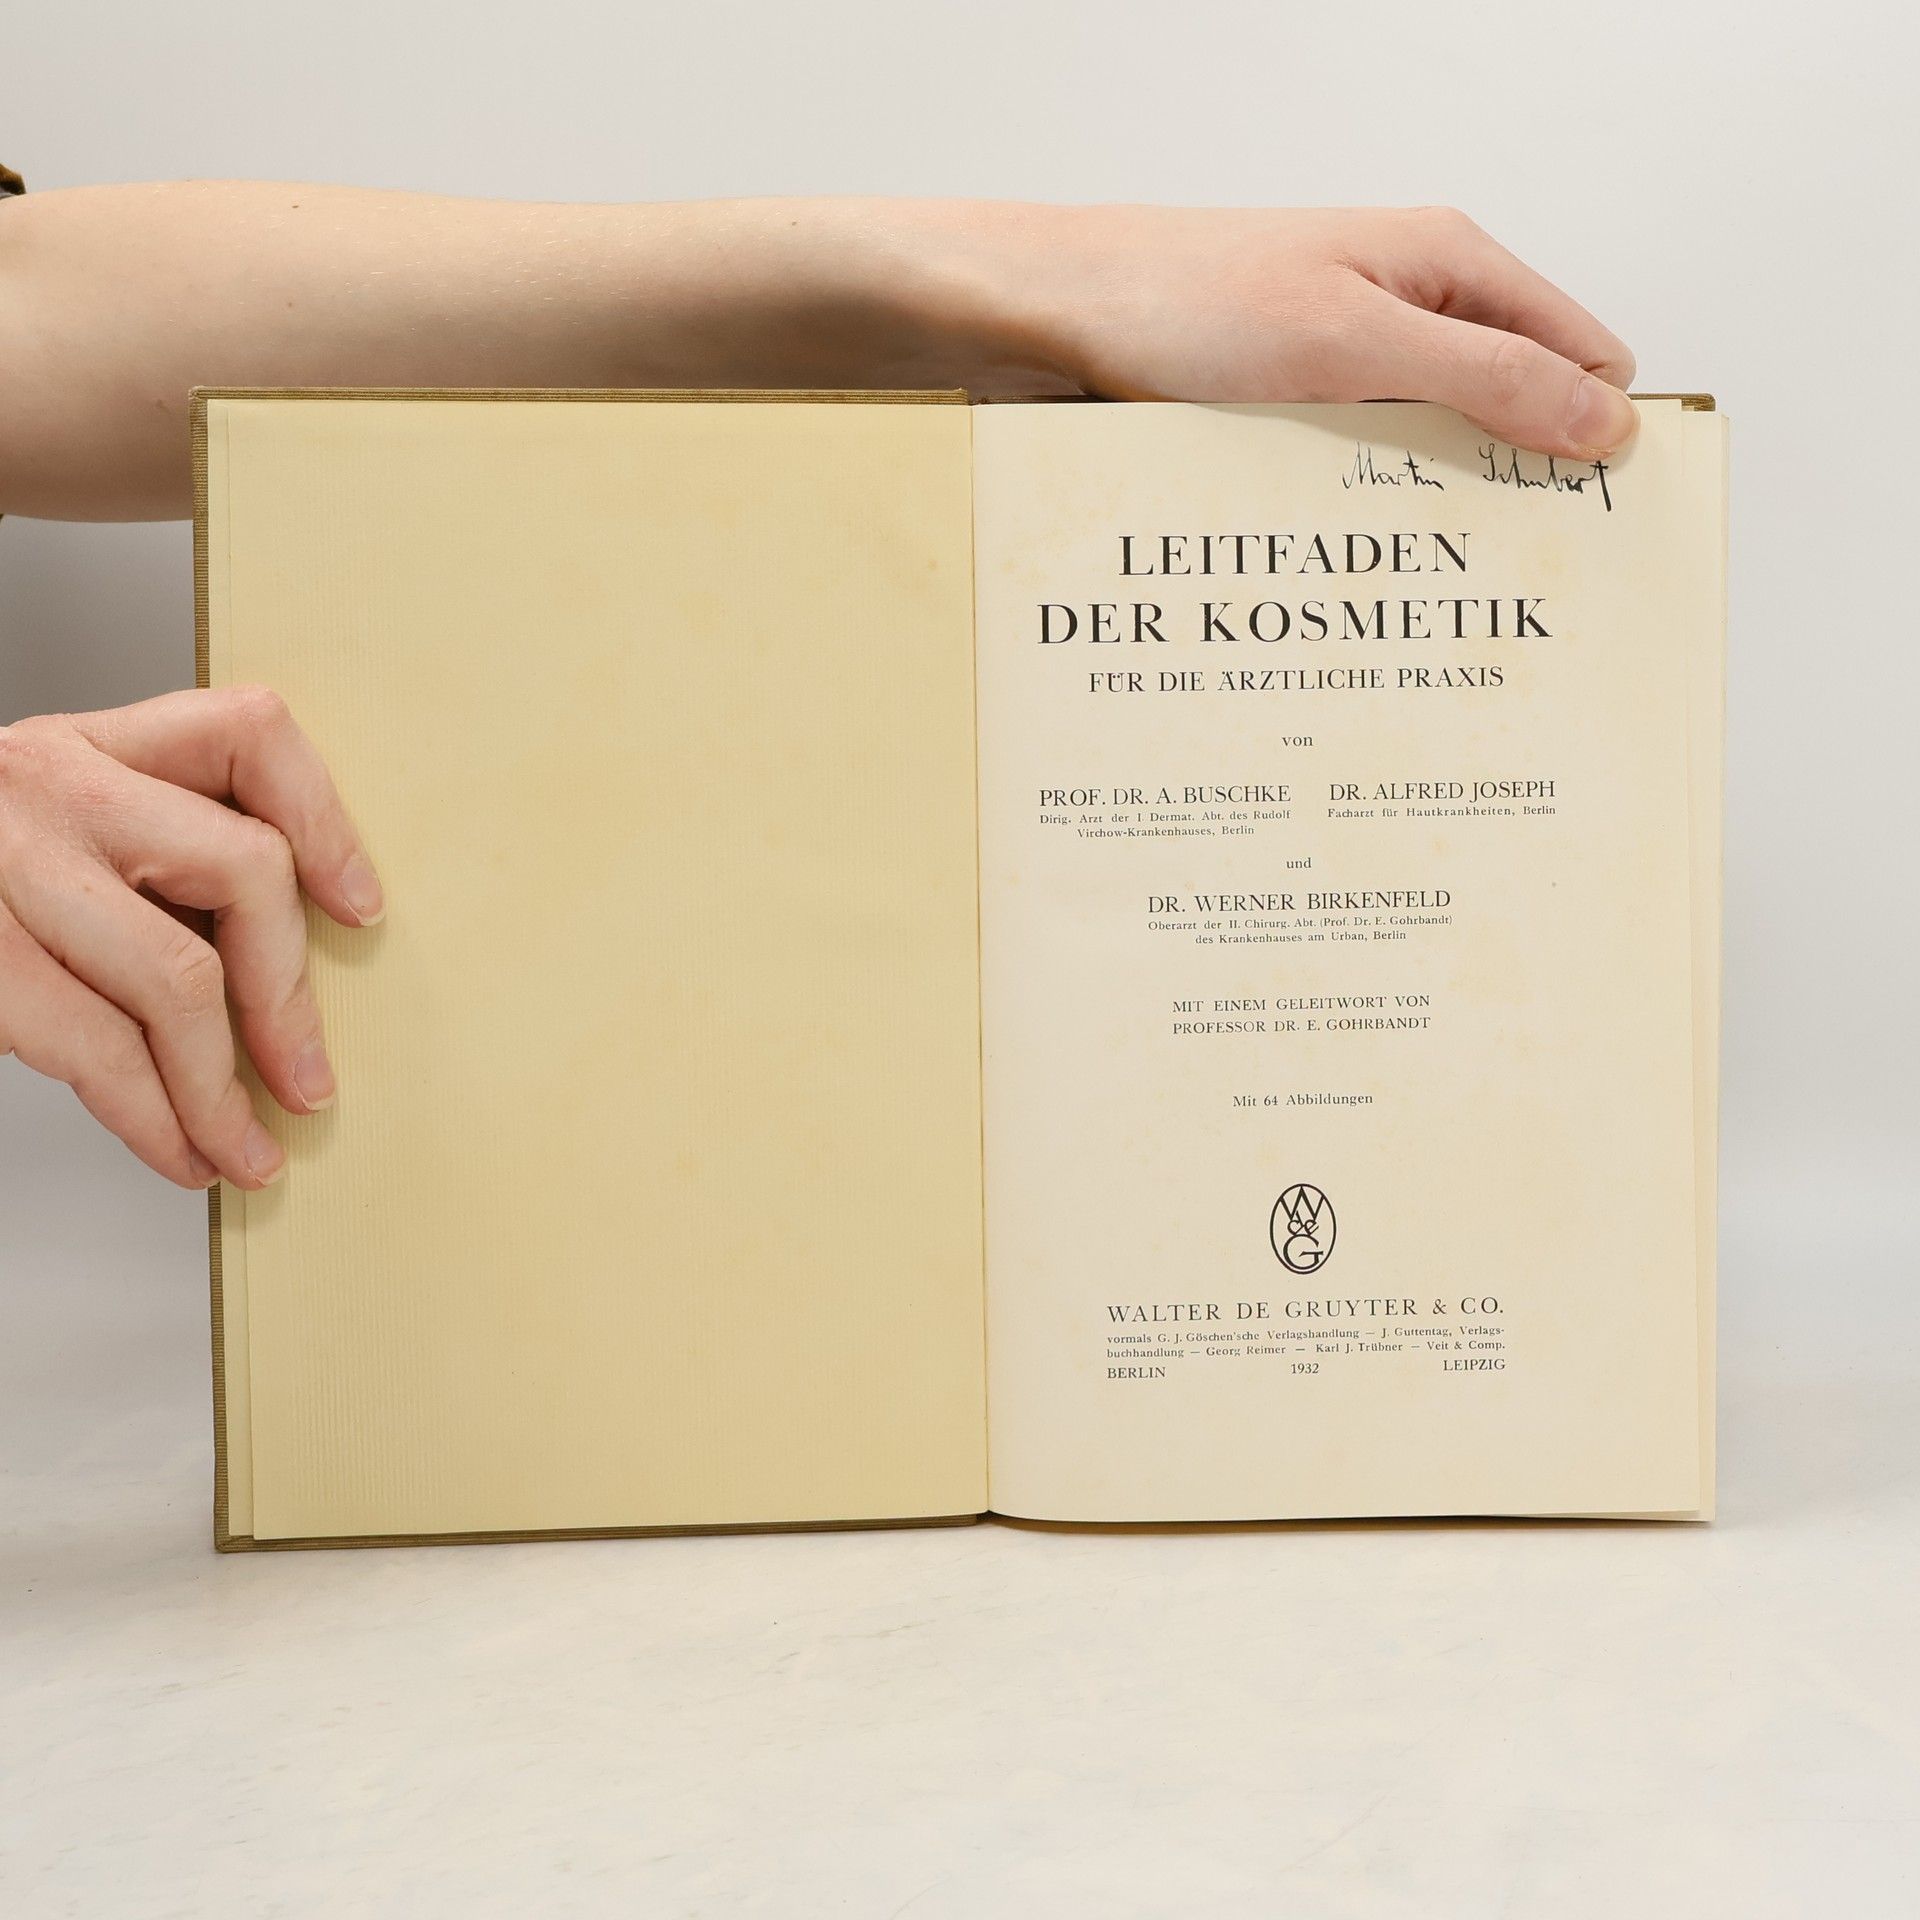 Martin Schubert
LEITFADEN
DER KOSMETIK
FÜR DIE ÄRZTLICHE PRAXIS
von
PROF. DR. A. BUSCHKE
Dirig. Arzt der I. Dermat. Abt. des Rudolf
Virchow-Krankenhauses, Berlin
DR. ALFRED JOSEPH
Facharzt für Hautkrankheiten, Berlin
und
DR. WERNER BIRKENFELD
Oberarzt der II. Chirurg. Abt. (Prof. Dr. E. Gohrbandt)
des Krankenhauses am Urban, Berlin
MIT EINEM GELEITWORT VON
PROFESSOR DR. E. GOHRBANDT
Mit 64 Abbildungen
W
de
G
WALTER DE GRUYTER & CO.
vormals G. J. Göschen'sche Verlagshandlung — J. Guttentag, Verlags-
buchhandlung — Georg Reimer — Karl J. Trübner — Veit & Comp.
BERLIN 1932 LEIPZIG